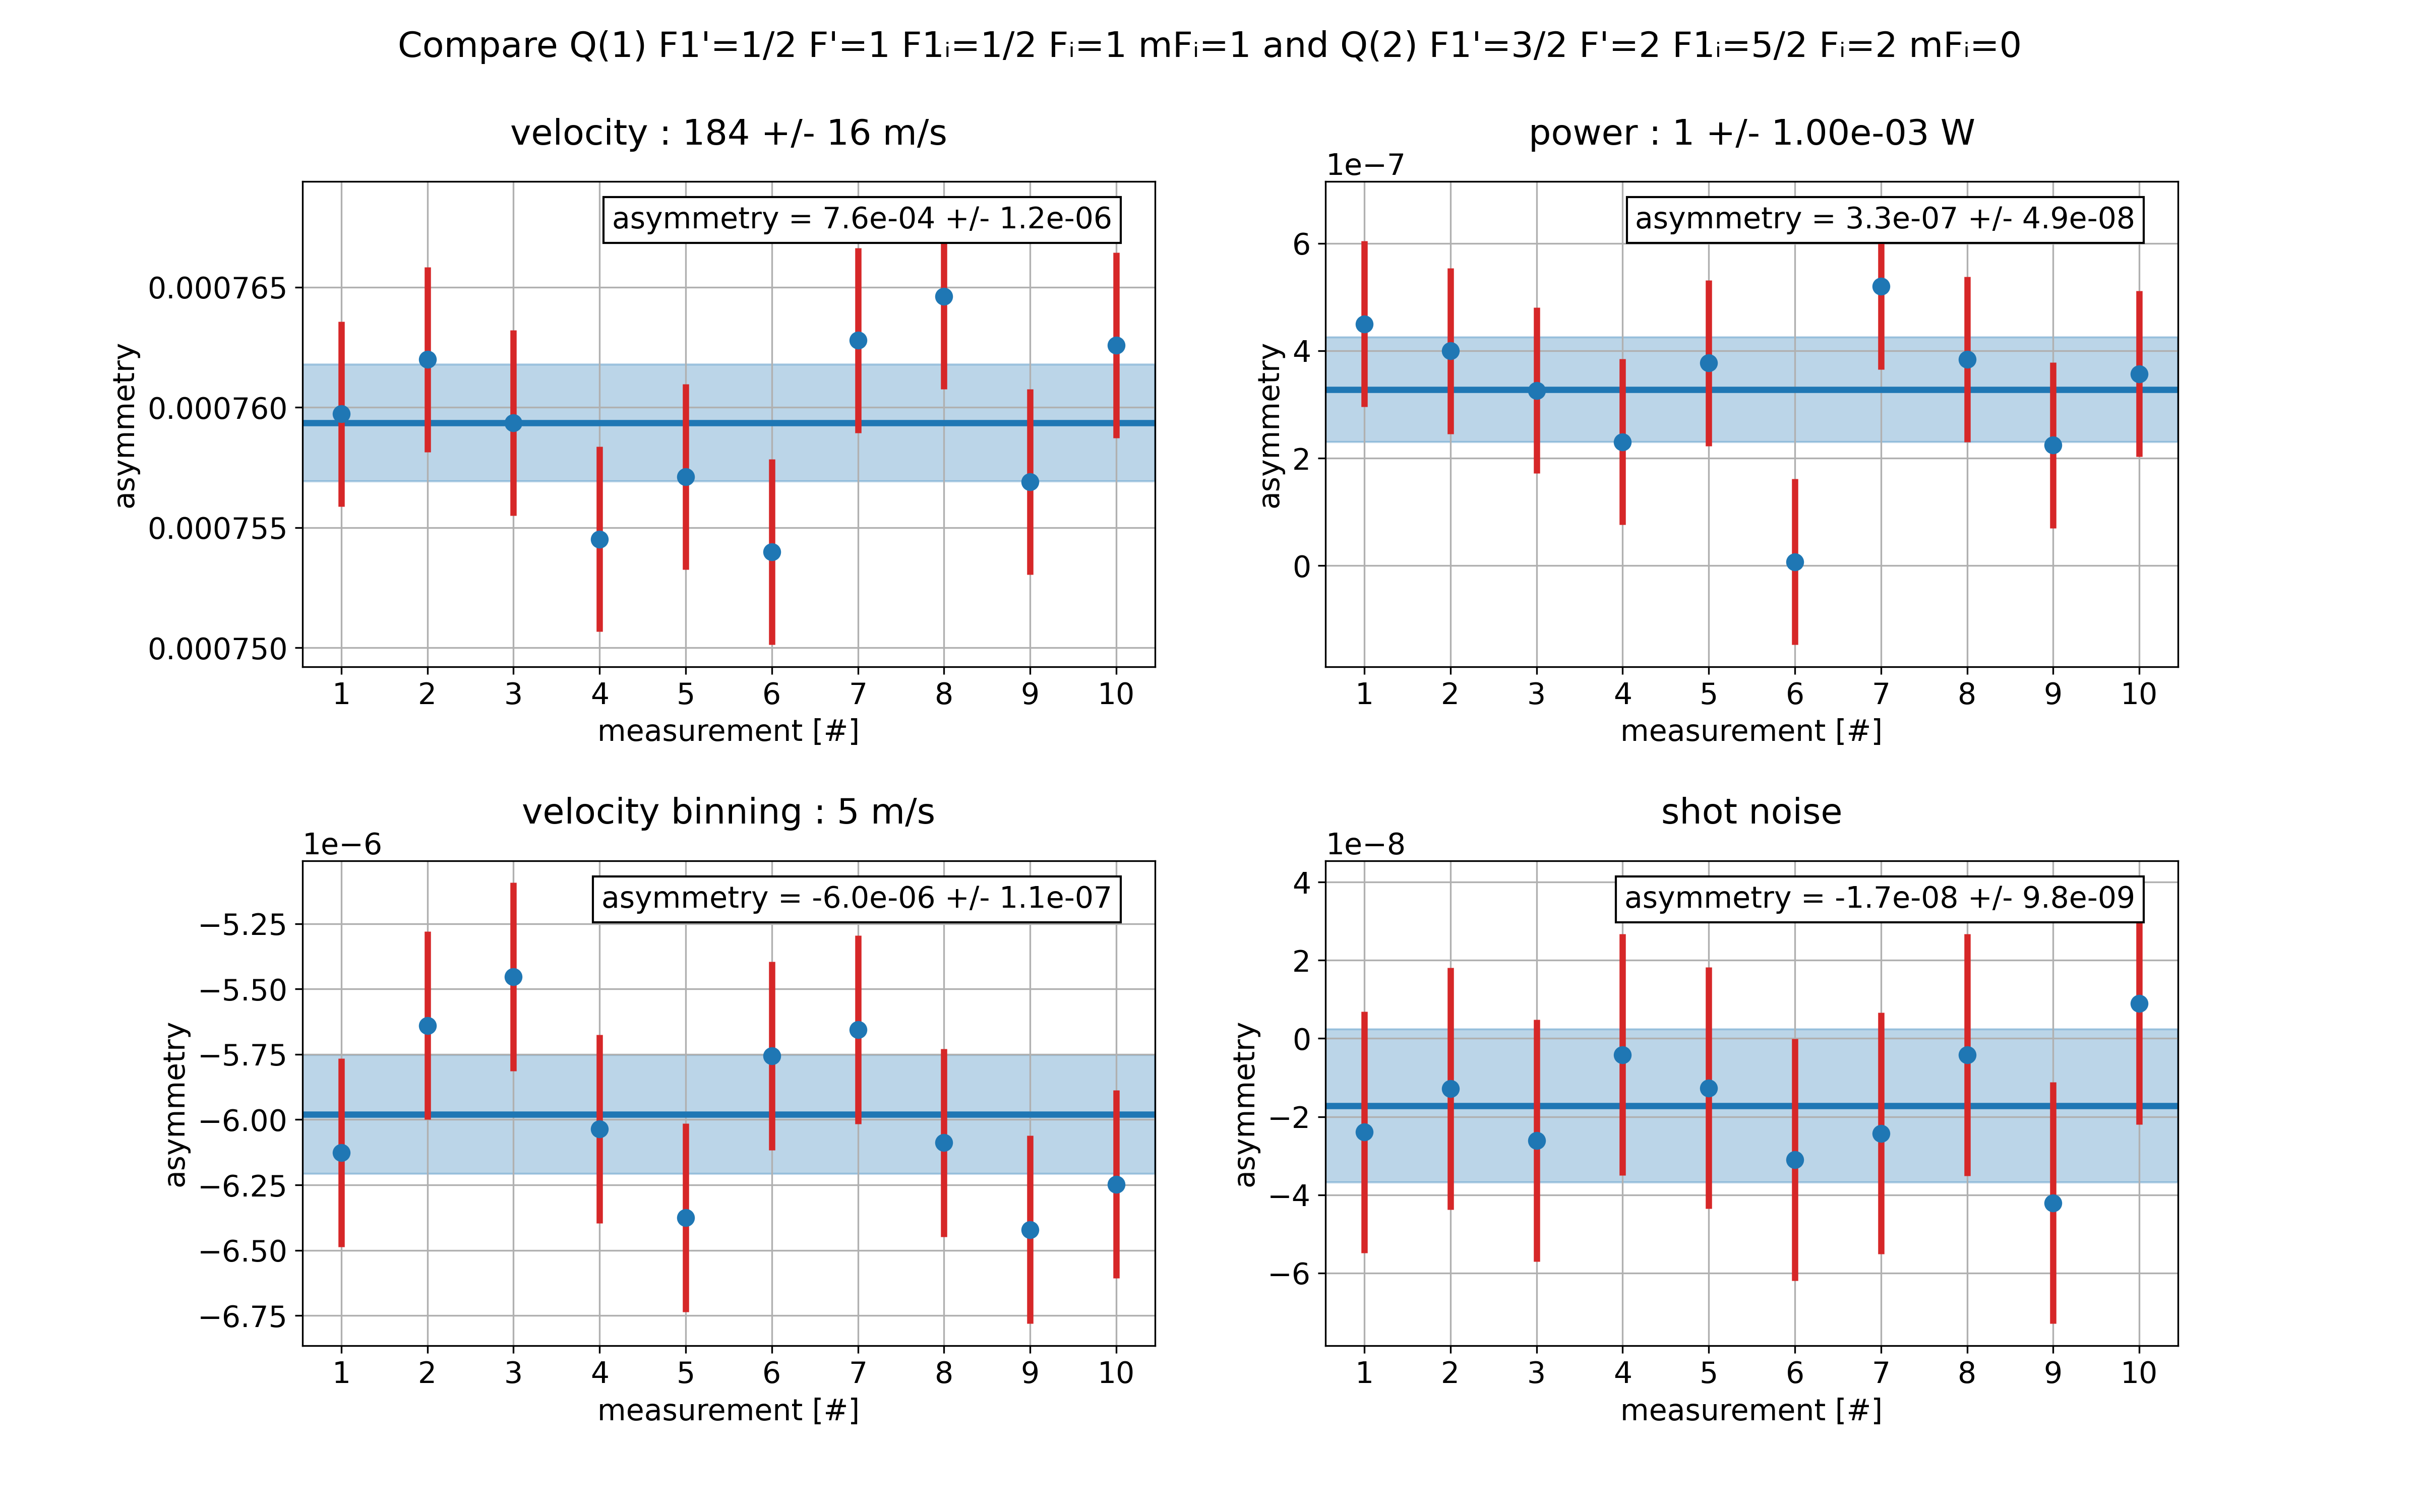 Compare Q(1) F1'=1/2 F'=1 F1ᵢ=1/2 Fᵢ=1 mFᵢ=1 and Q(2) F1'=3/2 F'=2 F1ᵢ=5/2 Fᵢ=2 mFᵢ=0
velocity : 184 +/- 16 m/s
asymmetry = 7.6e-04 +/- 1.2e-06
0.000765
0.000760
0.000755
0.000750
asymmetry
1 2 3 4 5 6 7 8 9 10
measurement [#]
power : 1 +/- 1.00e-03 W
1e−7
asymmetry = 3.3e-07 +/- 4.9e-08
6
4
2
0
asymmetry
1 2 3 4 5 6 7 8 9 10
measurement [#]
velocity binning : 5 m/s
1e−6
asymmetry = -6.0e-06 +/- 1.1e-07
−5.25
−5.50
−5.75
−6.00
−6.25
−6.50
−6.75
asymmetry
1 2 3 4 5 6 7 8 9 10
measurement [#]
shot noise
1e−8
asymmetry = -1.7e-08 +/- 9.8e-09
4
2
0
−2
−4
−6
asymmetry
1 2 3 4 5 6 7 8 9 10
measurement [#]